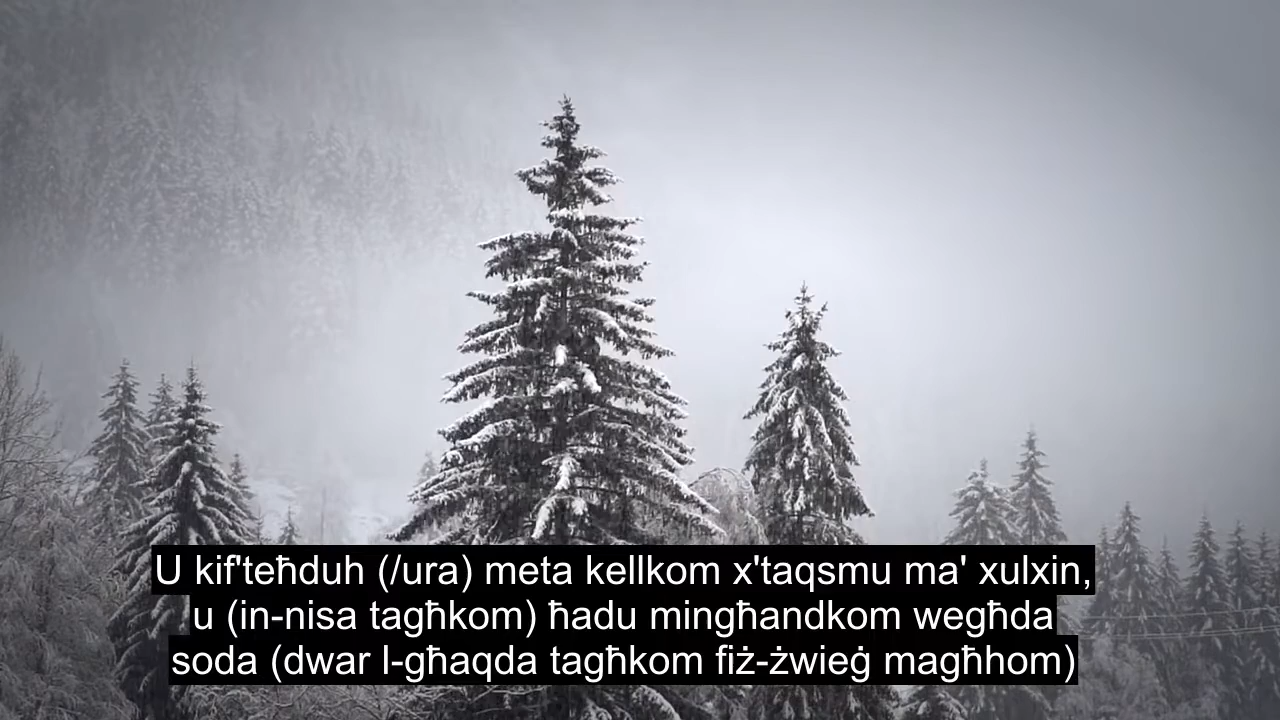 U kif'teħduh (/ura) meta kellkom x'taqsmu ma' xulxin,
u (in-nisa tagħkom) ħadu mingħandkom wegħda
soda (dwar l-għaqda tagħkom fiż-żwieġ magħhom)